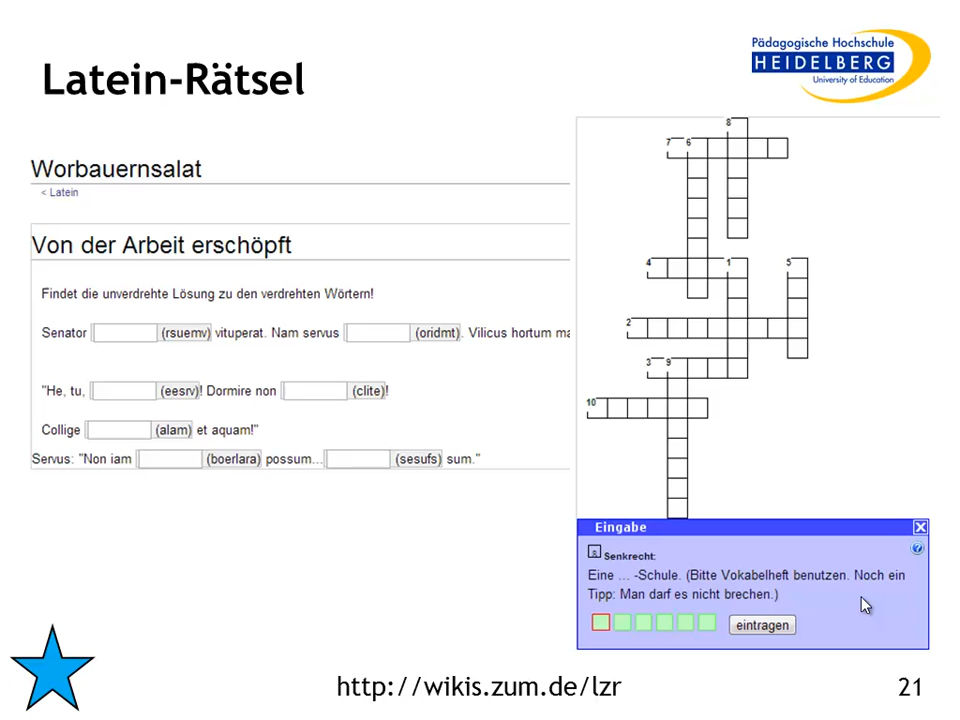 Latein-Rätsel
Pädagogische Hochschule
HEIDELBERG
University of Education
Worbauernsalat
< Latein
Von der Arbeit erschöpft
Findet die unverdrehte Lösung zu den verdrehten Wörtern!
Senator (rsuemv) vituperat. Nam servus (oridmt). Vilicus hortum ma
"He, tu, (eesrv)! Dormire non (clite)!
Collige (alam) et aquam!"
Servus: "Non iam (boerlara) possum... (sesufs) sum."
8
7 6
4 1 5
2
3 9
10
Eingabe
8 Senkrecht:
Eine ... -Schule. (Bitte Vokabelheft benutzen. Noch ein
Tipp: Man darf es nicht brechen.)
eintragen
http://wikis.zum.de/lzr
21